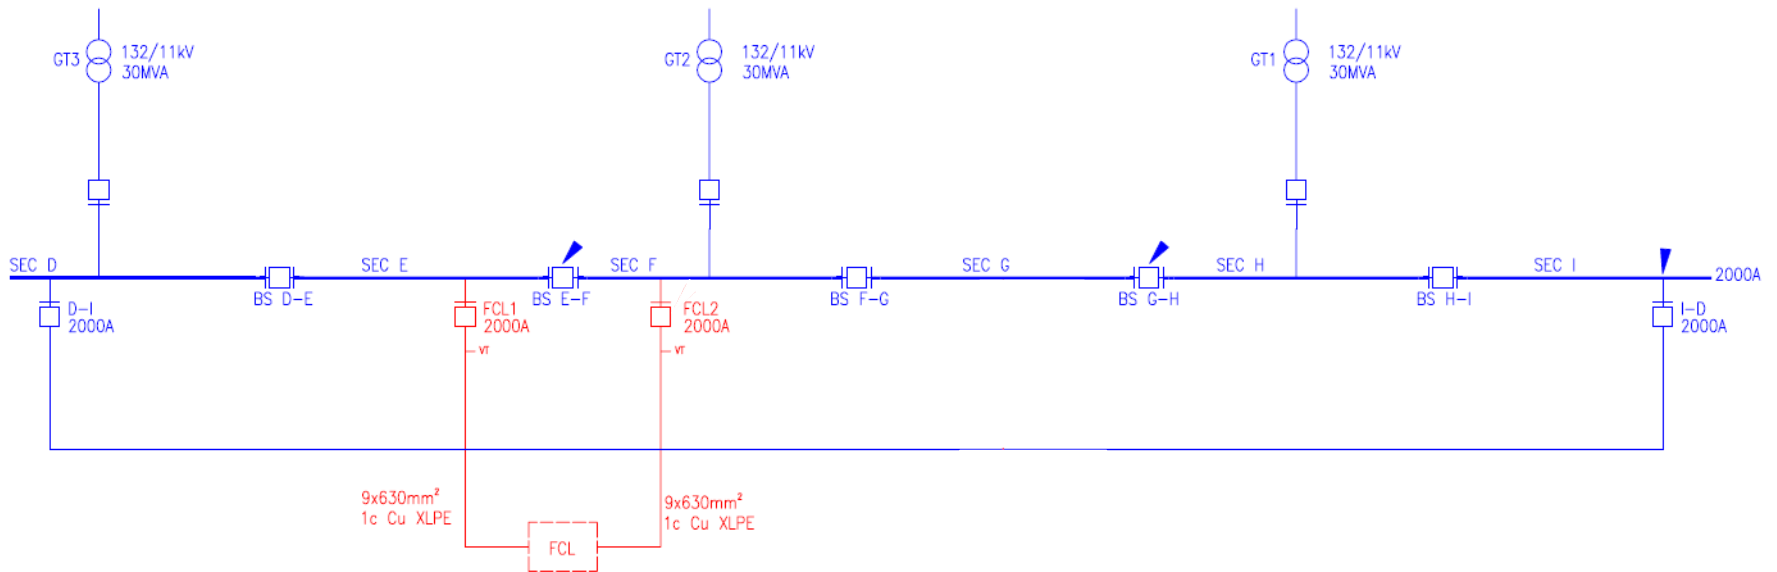 GT3
132/11kV
30MVA
GT2
132/11kV
30MVA
GT1
132/11kV
30MVA
SEC D
SEC E
SEC F
SEC G
SEC H
SEC I
2000A
BS D-E
BS E-F
BS F-G
BS G-H
BS H-I
D-I
2000A
FCL1
2000A
FCL2
2000A
I-D
2000A
VT
VT
9x630mm²
1c Cu XLPE
9x630mm²
1c Cu XLPE
FCL